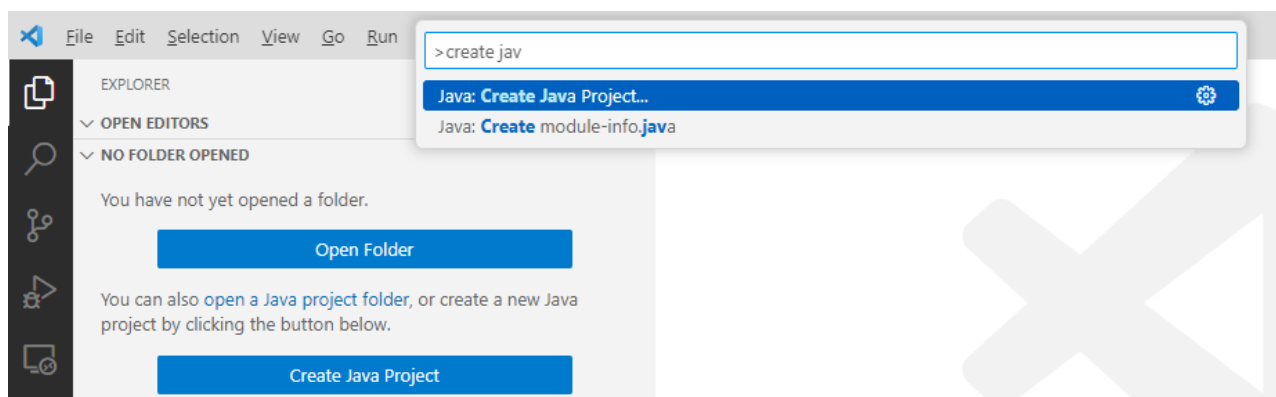 File Edit Selection View Go Run
>create jav
Java: Create Java Project...
Java: Create module-info.java
EXPLORER
OPEN EDITORS
NO FOLDER OPENED
You have not yet opened a folder.
Open Folder
You can also open a Java project folder, or create a new Java
project by clicking the button below.
Create Java Project